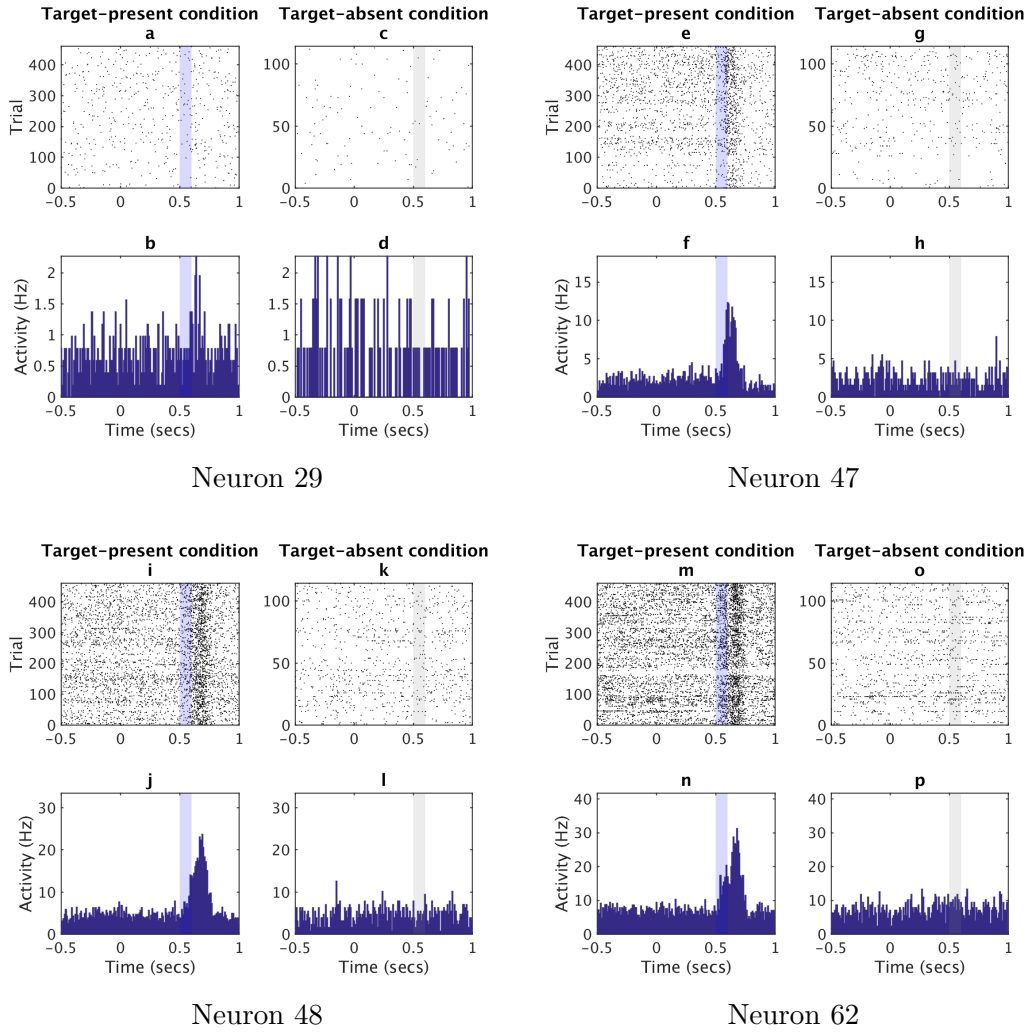 Target-present condition Target-absent condition
a c
400
300
200
100
0
Trial
100
50
0
-0.5 0 0.5 1
-0.5 0 0.5 1
b d
2
1.5
1
0.5
0
Activity (Hz)
2
1.5
1
0.5
0
-0.5 0 0.5 1
-0.5 0 0.5 1
Time (secs) Time (secs)
Neuron 29
Target-present condition Target-absent condition
e g
400
300
200
100
0
Trial
100
50
0
-0.5 0 0.5 1
-0.5 0 0.5 1
f h
15
10
5
0
Activity (Hz)
15
10
5
0
-0.5 0 0.5 1
-0.5 0 0.5 1
Time (secs) Time (secs)
Neuron 47
Target-present condition Target-absent condition
i k
400
300
200
100
0
Trial
100
50
0
-0.5 0 0.5 1
-0.5 0 0.5 1
j l
30
20
10
0
Activity (Hz)
30
20
10
0
-0.5 0 0.5 1
-0.5 0 0.5 1
Time (secs) Time (secs)
Neuron 48
Target-present condition Target-absent condition
m o
400
300
200
100
0
Trial
100
50
0
-0.5 0 0.5 1
-0.5 0 0.5 1
n p
40
30
20
10
0
Activity (Hz)
40
30
20
10
0
-0.5 0 0.5 1
-0.5 0 0.5 1
Time (secs) Time (secs)
Neuron 62